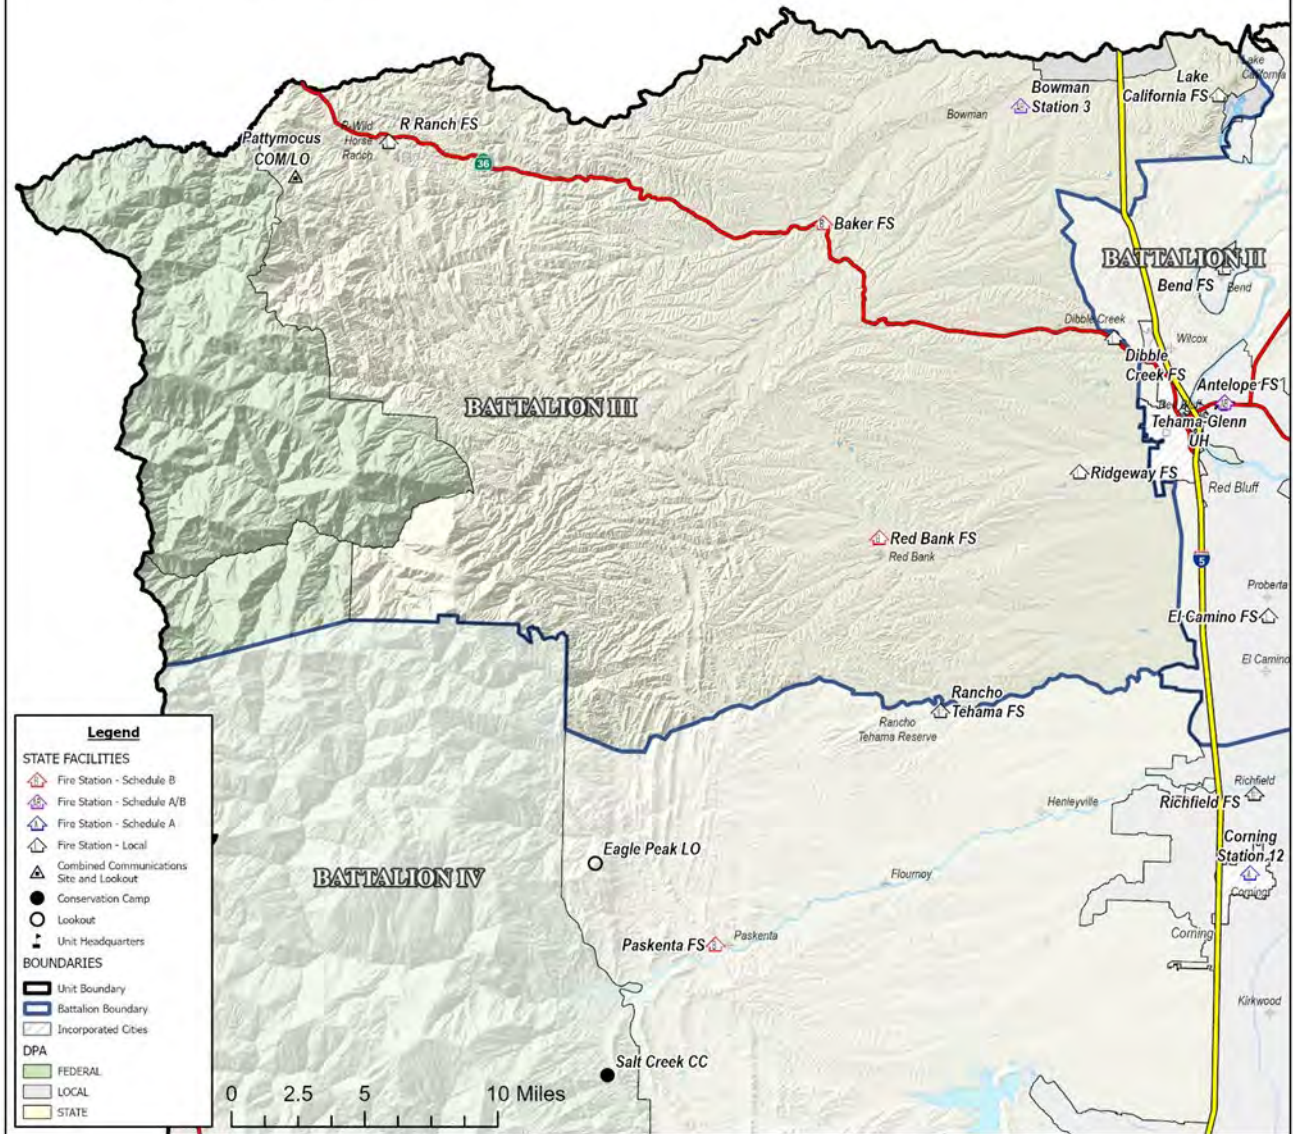 Lake
California
Lake
California FS
Bowman
Station 3
Bowman
R Ranch FS
R-Wild
Horse
Ranch
Pattymocus
COM/LO
36
Baker FS
BATTALION II
Bend FS
Bend
Dibble Creek
Wilcox
Dibble
Creek FS
Antelope FS
BATTALION III
Tehama-Glenn
UH
Ridgeway FS
Red Bluff
Red Bank FS
Red Bank
5
Proberta
El Camino FS
El Camino
Rancho
Tehama FS
Rancho
Tehama Reserve
Henleyville
Richfield
Richfield FS
Corning
Station 12
Corning
Eagle Peak LO
Flournoy
BATTALION IV
Paskenta FS
Paskenta
Corning
Kirkwood
Salt Creek CC
0 2.5 5 10 Miles
Legend
STATE FACILITIES
B Fire Station - Schedule B
Fire Station - Schedule A/B
A Fire Station - Schedule A
L Fire Station - Local
Combined Communications
Site and Lookout
Conservation Camp
Lookout
Unit Headquarters
BOUNDARIES
Unit Boundary
Battalion Boundary
Incorporated Cities
DPA
FEDERAL
LOCAL
STATE